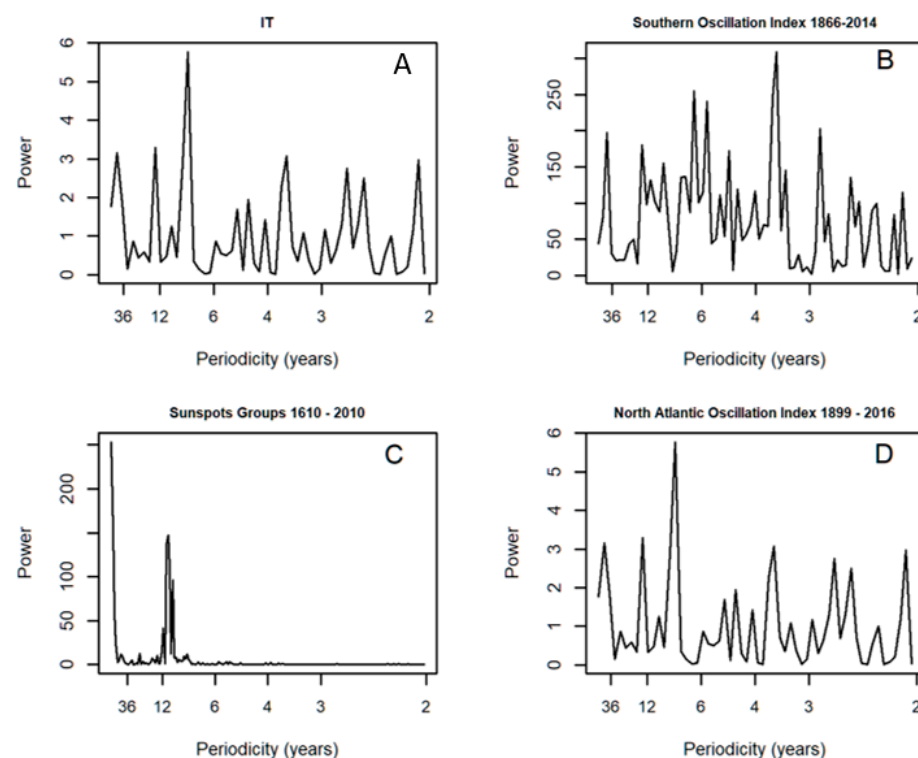 IT
A
Power
6
5
4
3
2
1
0
36 12 6 4 3 2
Periodicity (years)
Southern Oscillation Index 1866-2014
B
Power
250
150
50
0
36 12 6 4 3 2
Periodicity (years)
Sunspots Groups 1610 - 2010
C
Power
200
100
50
0
36 12 6 4 3 2
Periodicity (years)
North Atlantic Oscillation Index 1899 - 2016
D
Power
6
5
4
3
2
1
0
36 12 6 4 3 2
Periodicity (years)